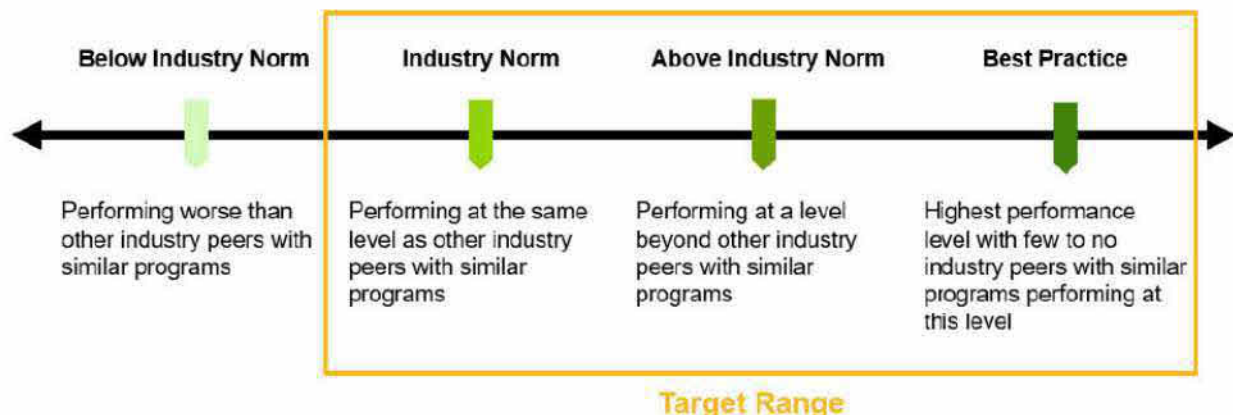 Below Industry Norm
Industry Norm
Above Industry Norm
Best Practice
Performing worse than
other industry peers with
similar programs
Performing at the same
level as other industry
peers with similar
programs
Performing at a level
beyond other industry
peers with similar
programs
Highest performance
level with few to no
industry peers with similar
programs performing at
this level
Target Range